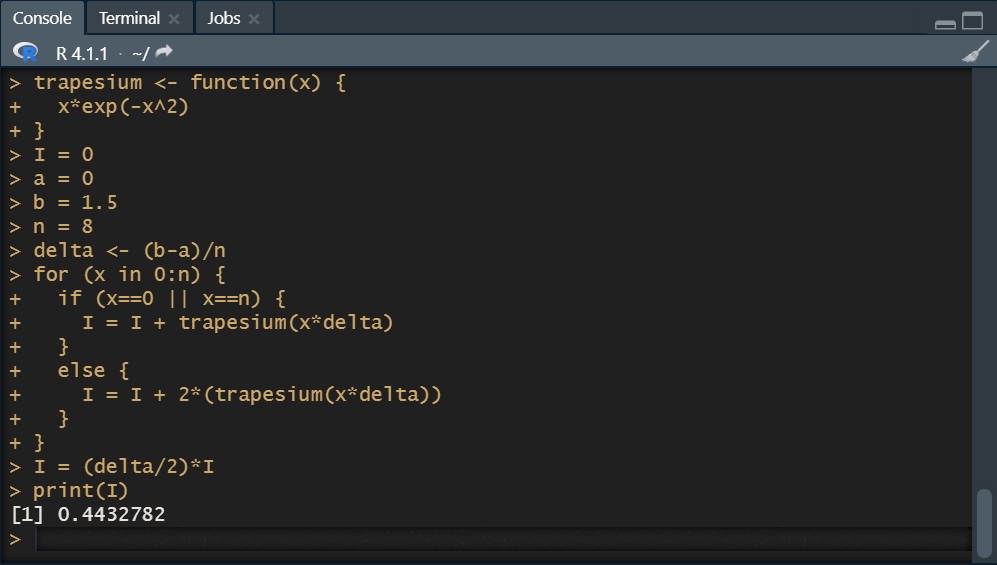 Console Terminal Jobs
R 4.1.1 · ~/
> trapesium <- function(x) {
+   x*exp(-x^2)
+ }
> I = 0
> a = 0
> b = 1.5
> n = 8
> delta <- (b-a)/n
> for (x in 0:n) {
+   if (x==0 || x==n) {
+     I = I + trapesium(x*delta)
+   }
+   else {
+     I = I + 2*(trapesium(x*delta))
+   }
+ }
> I = (delta/2)*I
> print(I)
[1] 0.4432782
>